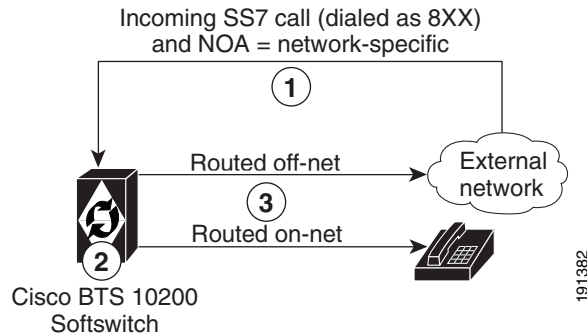 Incoming SS7 call (dialed as 8XX)
and NOA = network-specific
1
Routed off-net
External
network
3
Routed on-net
2
Cisco BTS 10200
Softswitch
191382